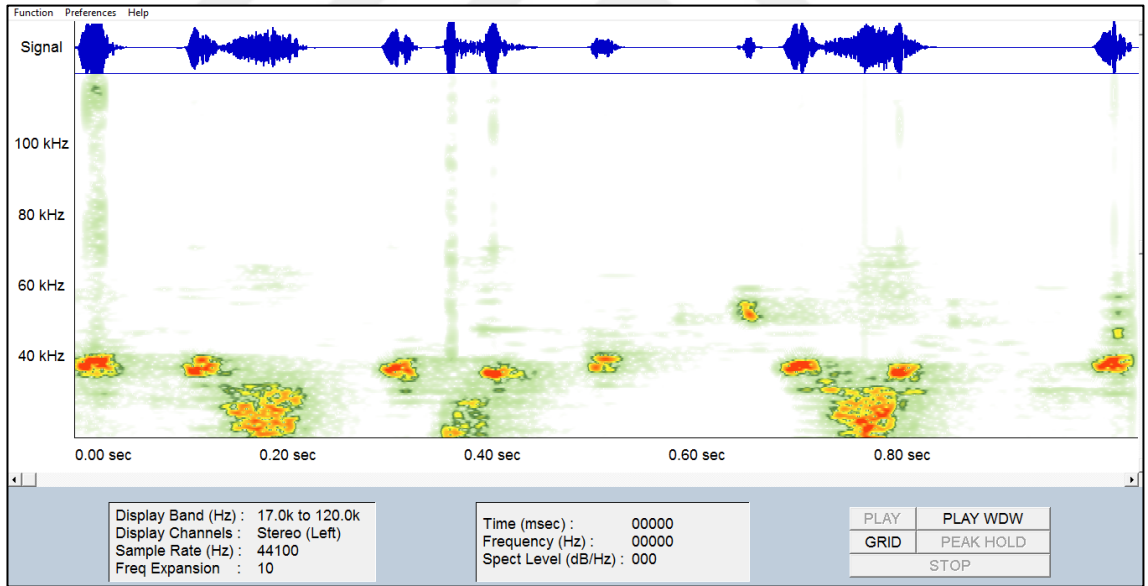 Function Preferences Help
Signal
100 kHz
80 kHz
60 kHz
40 kHz
0.00 sec 0.20 sec 0.40 sec 0.60 sec 0.80 sec
Display Band (Hz) : 17.0k to 120.0k
Display Channels : Stereo (Left)
Sample Rate (Hz) : 44100
Freq Expansion : 10
Time (msec) : 00000
Frequency (Hz) : 00000
Spect Level (dB/Hz) : 000
PLAY PLAY WDW
GRID PEAK HOLD
STOP